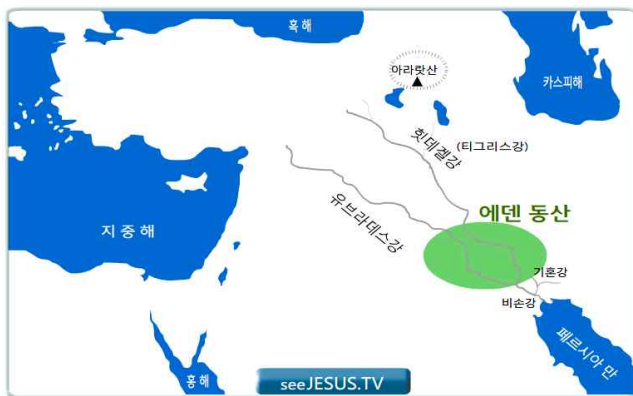 흑해
아라랏산
카스피해
힛데겔강
(티그리스강)
에덴 동산
유브라데스강
지중해
기혼강
비손강
페르시아 만
홍해
seeJESUS.TV